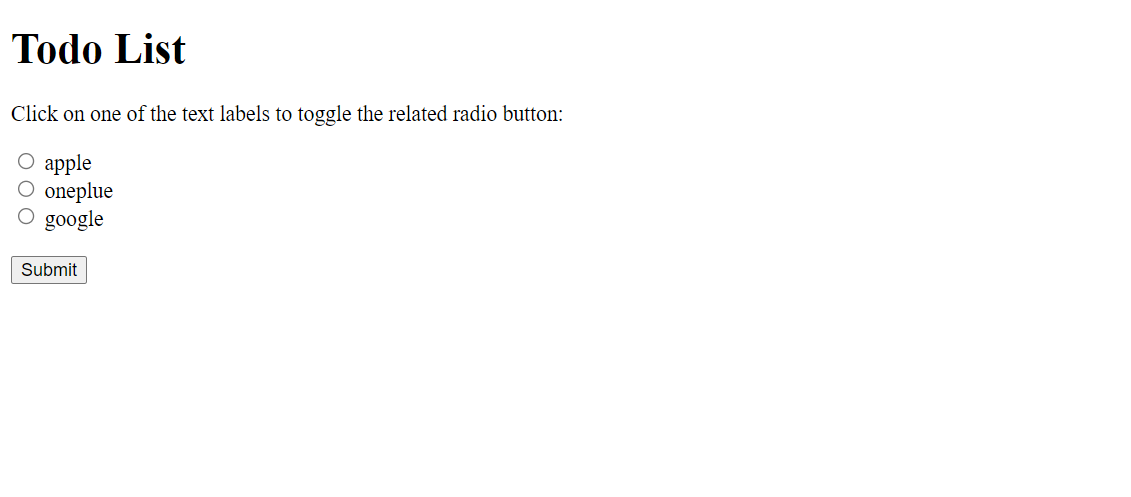 Todo List
Click on one of the text labels to toggle the related radio button:
apple
oneplue
google
Submit